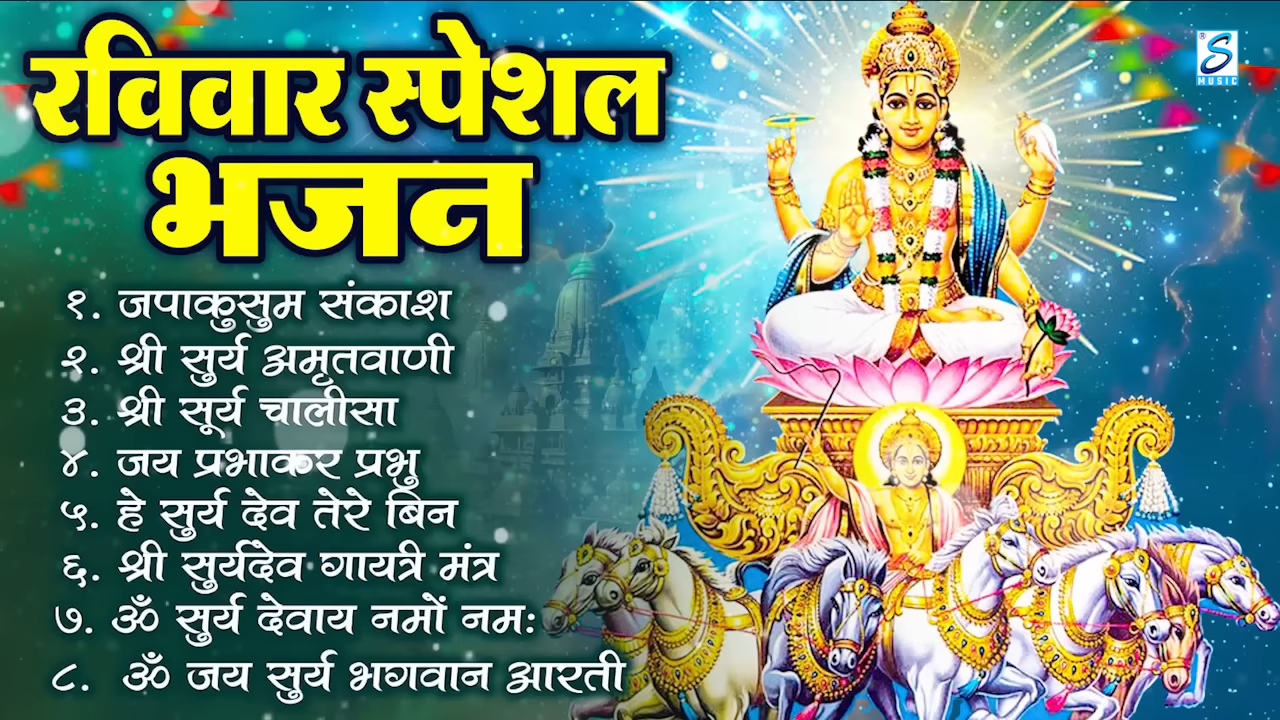 रविवार स्पेशल
भजन
१. जपाकुसुम संकाश
२. श्री सुर्य अमृतवाणी
३. श्री सूर्य चालीसा
४. जय प्रभाकर प्रभु
५. हे सुर्य देव तेरे बिन
६. श्री सुर्यदेव गायत्री मंत्र
७. ॐ सुर्य देवाय नमों नमः
८. ॐ जय सुर्य भगवान आरती
® S
MUSIC